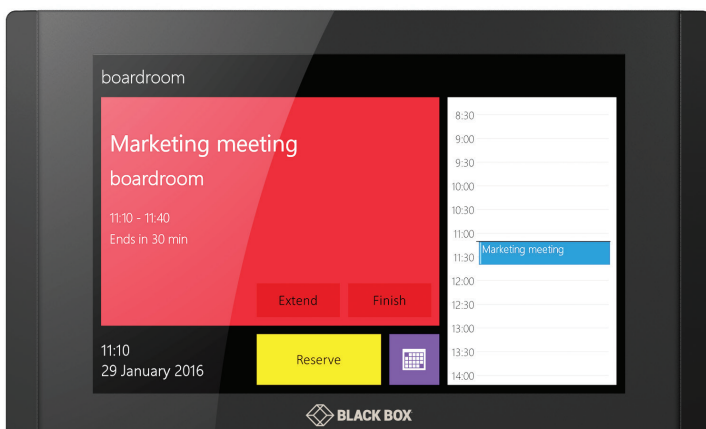 boardroom
Marketing meeting
boardroom
11:10 - 11:40
Ends in 30 min
Extend Finish
11:10
29 January 2016
Reserve
8:30
9:00
9:30
10:00
10:30
11:00
Marketing meeting
11:30
12:00
12:30
13:00
13:30
14:00
BLACK BOX